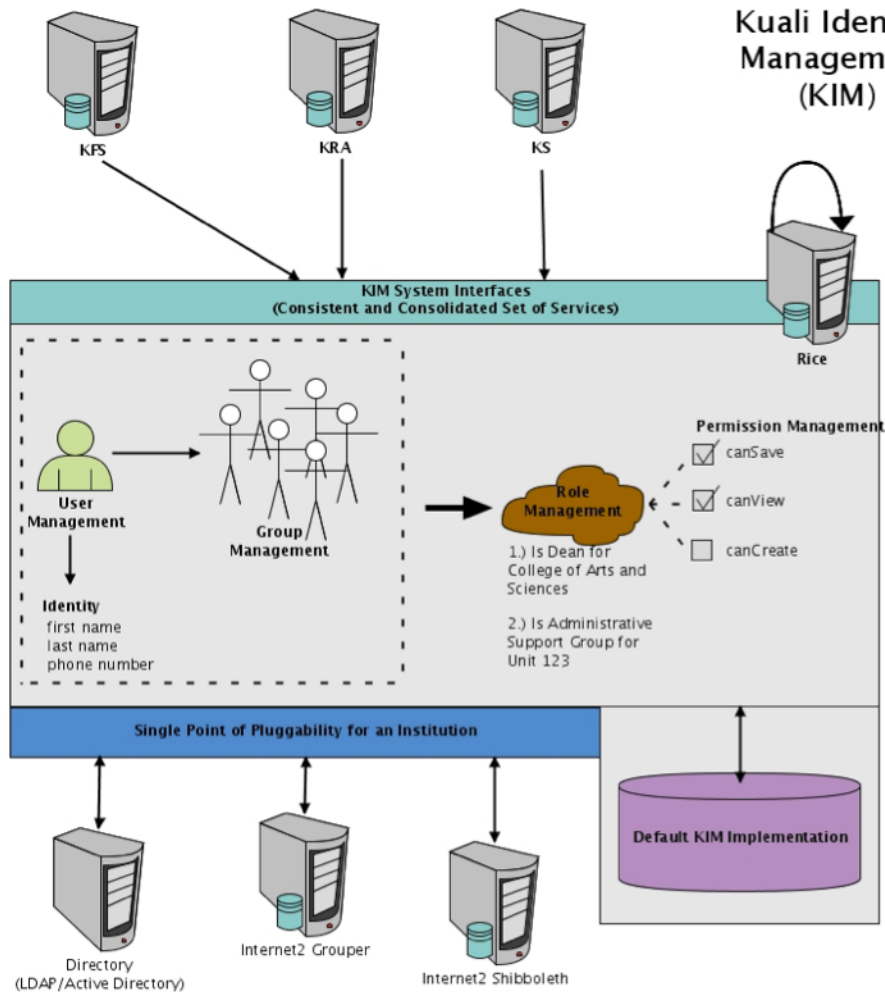 Kuali Iden
Managem
(KIM)
KFS
KRA
KS
KIM System Interfaces
(Consistent and Consolidated Set of Services)
Rice
User
Management
Group
Management
Identity
first name
last name
phone number
Role
Management
1.) Is Dean for
College of Arts and
Sciences
2.) Is Administrative
Support Group for
Unit 123
Permission Management
canSave
canView
canCreate
Single Point of Pluggability for an Institution
Default KIM Implementation
Directory
(LDAP/Active Directory)
Internet2 Grouper
Internet2 Shibboleth